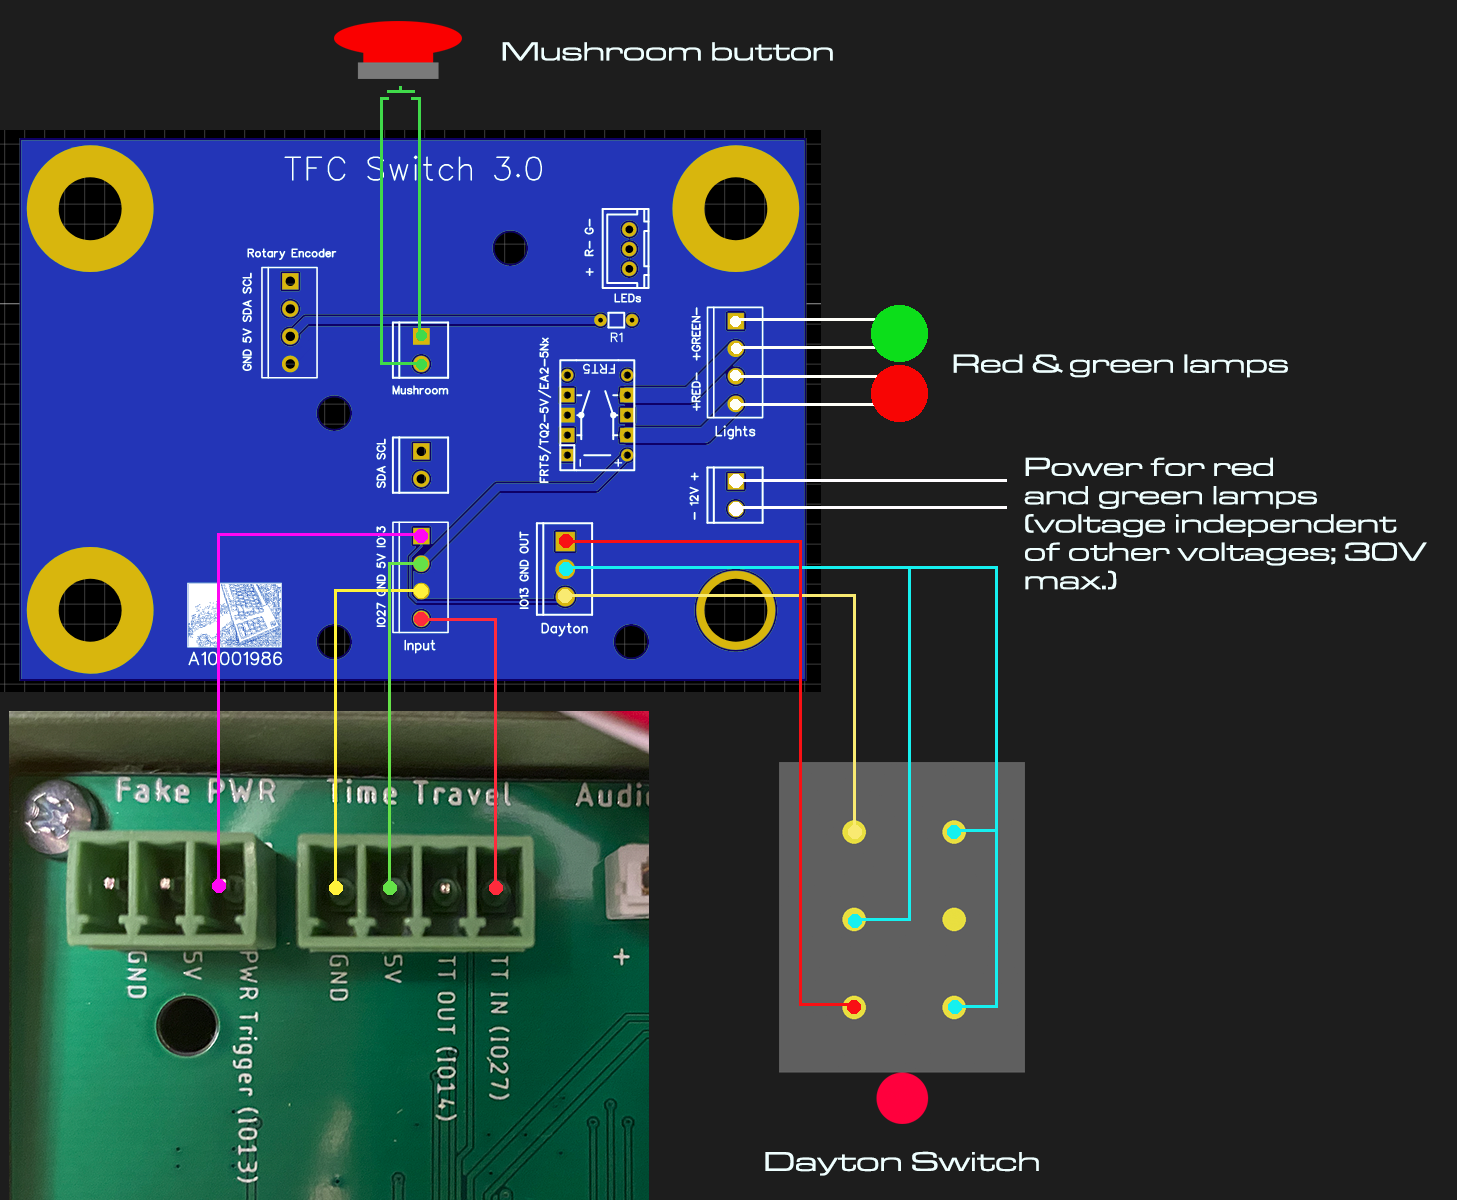 Mushroom button
TFC Switch 3.0
Rotary Encoder
GND 5V SDA SCL
Mushroom
+ R- G-
LEDs
R1
FRT5/TQ2-5V/EA2-5Nx
FRT5
- +
+RED- +GREEN-
Lights
Red & green lamps
SDA SCL
- 12V +
Power for red
and green lamps
(voltage independent
of other voltages; 30V
max.)
IO27 GND 5V IO13
Input
IO13 GND OUT
Dayton
A10001986
Fake PWR
Time Travel
Audi
GND
5V
PWR Trigger (IO13)
GND
5V
TT OUT (IO14)
TT IN (IO27)
+
Dayton Switch